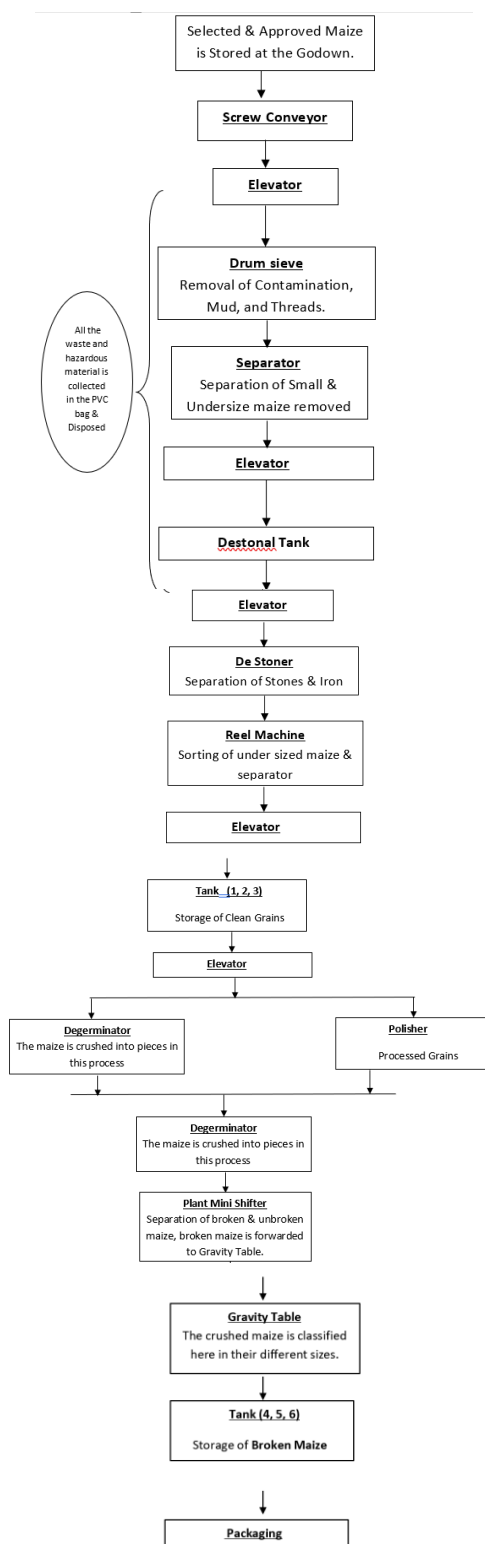 Selected & Approved Maize
is Stored at the Godown.
Screw Conveyor
Elevator
Drum sieve
Removal of Contamination,
Mud, and Threads.
All the
waste and
hazardous
material is
collected
in the PVC
bag &
Disposed
Separator
Separation of Small &
Undersize maize removed
Elevator
Destonal Tank
Elevator
De Stoner
Separation of Stones & Iron
Reel Machine
Sorting of under sized maize &
separator
Elevator
Tank (1, 2, 3)
Storage of Clean Grains
Elevator
Degerminator
The maize is crushed into pieces in
this process
Polisher
Processed Grains
Degerminator
The maize is crushed into pieces in
this process
Plant Mini Shifter
Separation of broken & unbroken
maize, broken maize is forwarded
to Gravity Table.
Gravity Table
The crushed maize is classified
here in their different sizes.
Tank (4, 5, 6)
Storage of Broken Maize
Packaging